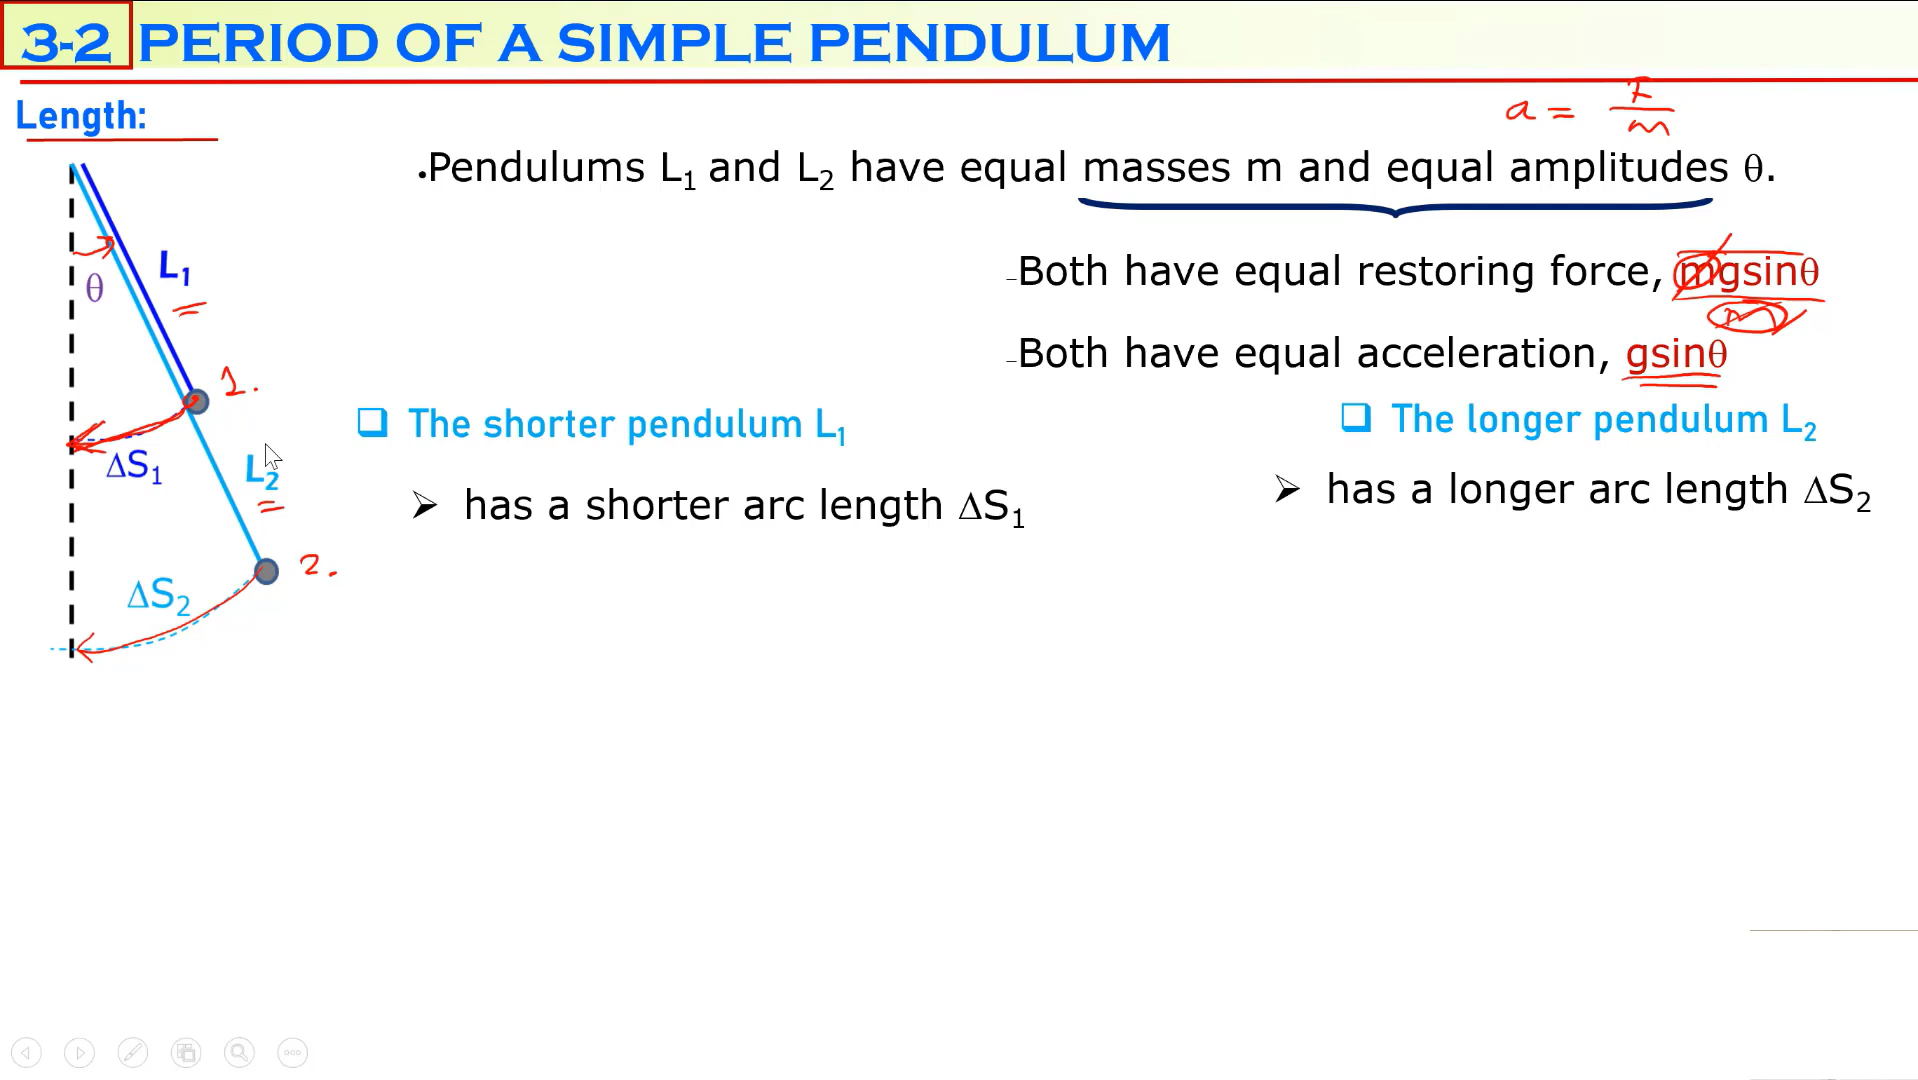 3-2 PERIOD OF A SIMPLE PENDULUM
Length:
a = F/m
•Pendulums L₁ and L₂ have equal masses m and equal amplitudes θ.
–Both have equal restoring force, mgsinθ
m
–Both have equal acceleration, gsinθ
θ
L₁
1.
ΔS₁
L₂
2.
ΔS₂
❑ The shorter pendulum L₁
➢ has a shorter arc length ΔS₁
❑ The longer pendulum L₂
➢ has a longer arc length ΔS₂